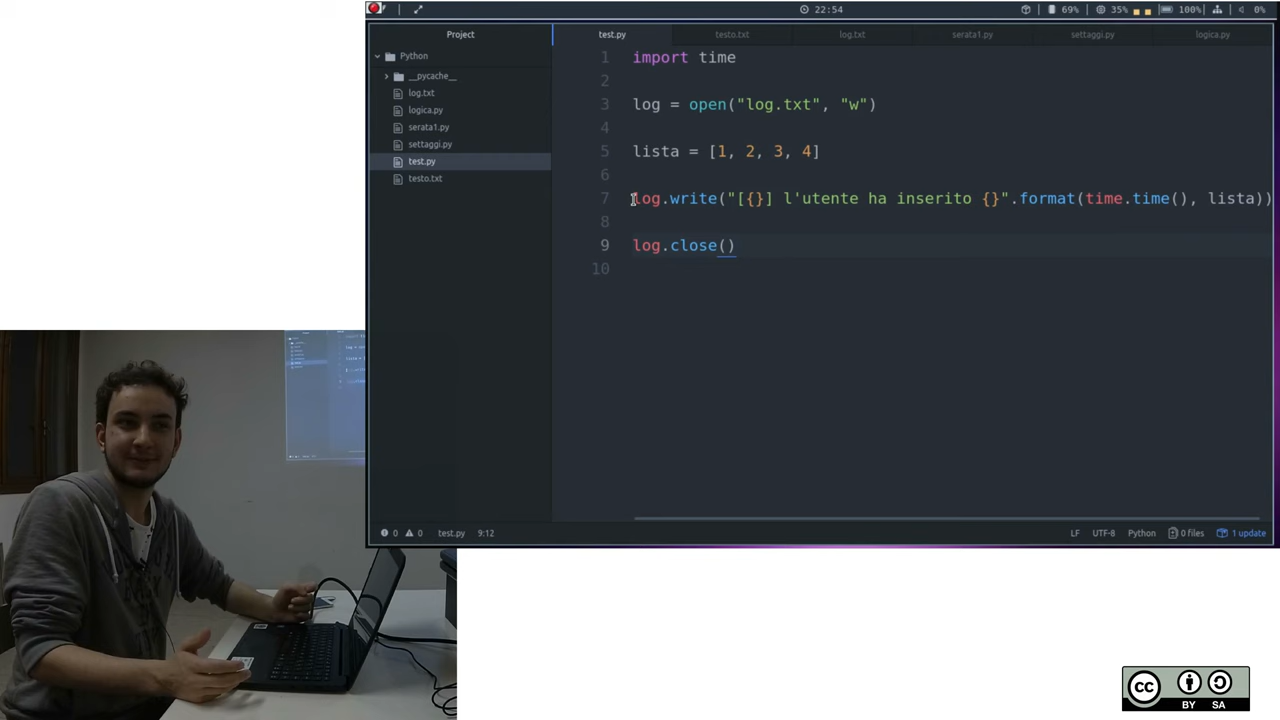 22:54
69%
35%
100%
0%
Project
test.py
testo.txt
log.txt
serata1.py
settaggi.py
logica.py
Python
__pycache__
log.txt
logica.py
serata1.py
settaggi.py
test.py
testo.txt
1 import time
2
3 log = open("log.txt", "w")
4
5 lista = [1, 2, 3, 4]
6
7 log.write("[{}] l'utente ha inserito {}".format(time.time(), lista))
8
9 log.close()
10
0 0 test.py 9:12
LF UTF-8 Python 0 files 1 update
cc
BY SA